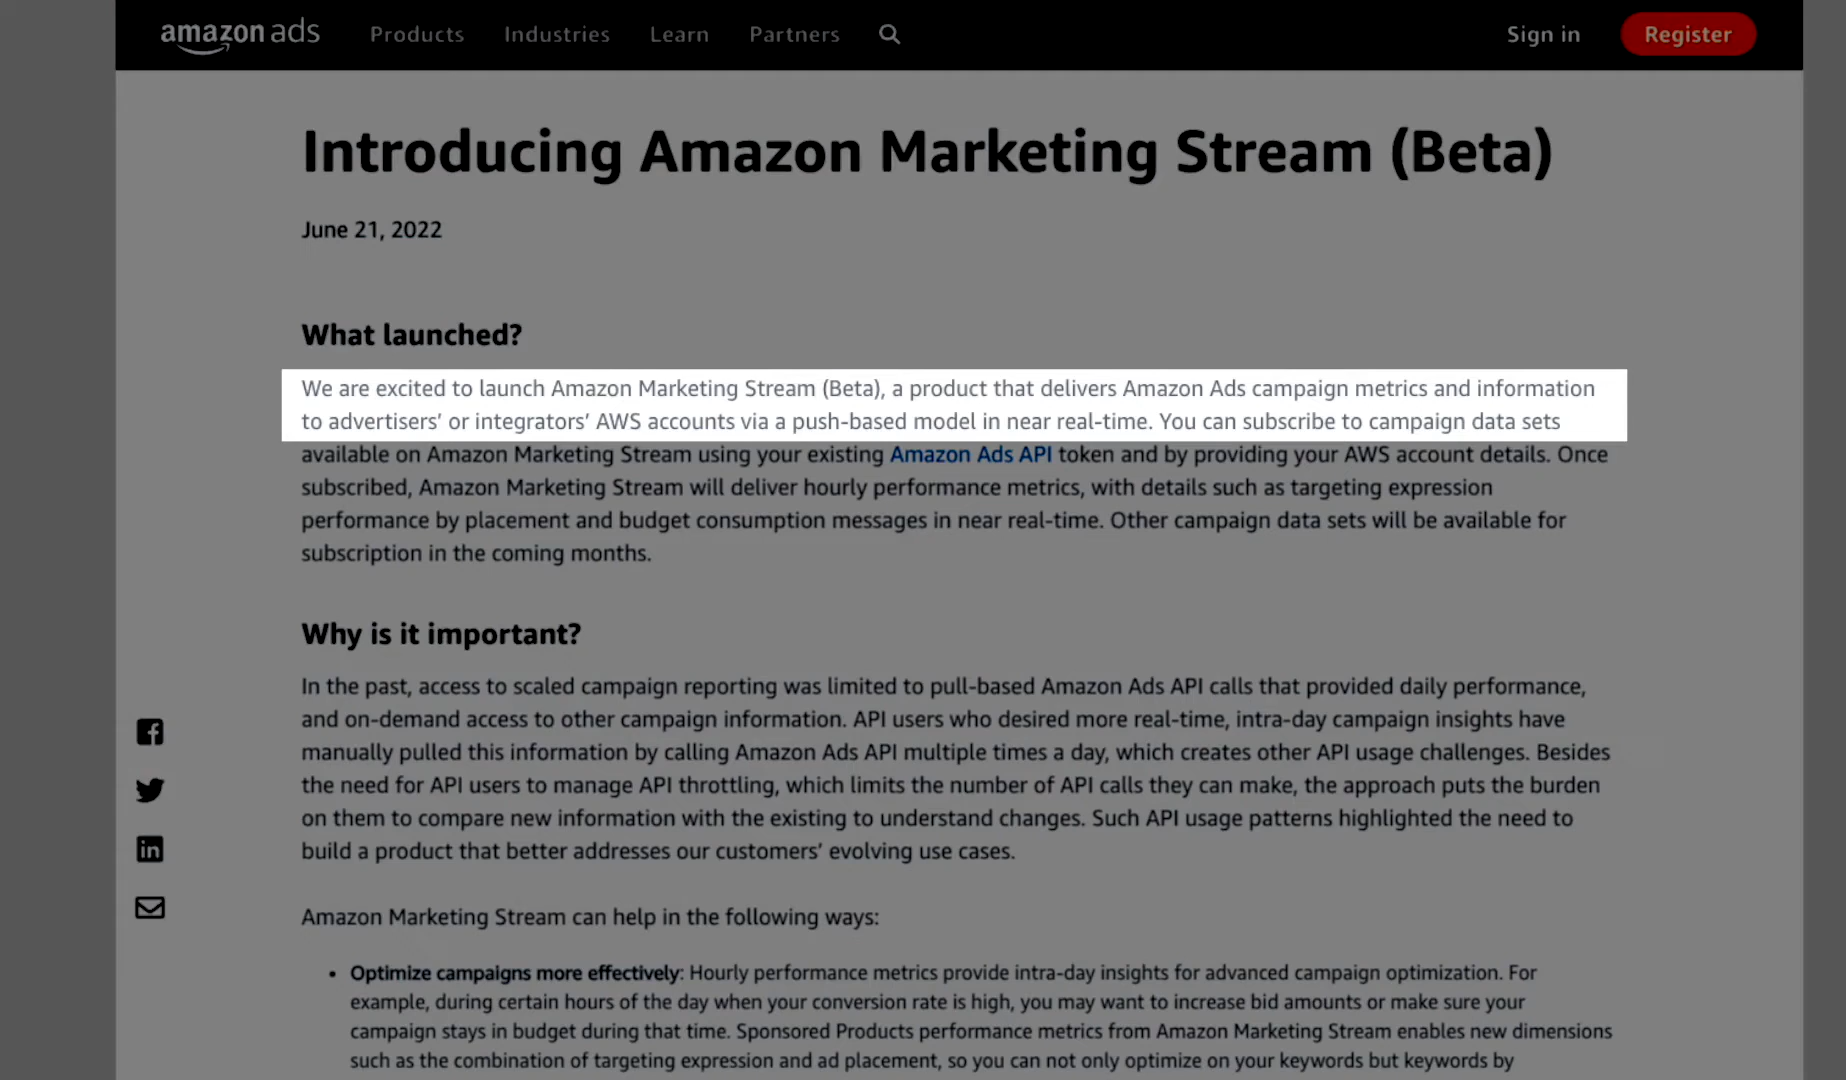 amazon ads Products Industries Learn Partners Sign in Register
Introducing Amazon Marketing Stream (Beta)
June 21, 2022
What launched?
We are excited to launch Amazon Marketing Stream (Beta), a product that delivers Amazon Ads campaign metrics and information
to advertisers’ or integrators’ AWS accounts via a push-based model in near real-time. You can subscribe to campaign data sets
available on Amazon Marketing Stream using your existing Amazon Ads API token and by providing your AWS account details. Once
subscribed, Amazon Marketing Stream will deliver hourly performance metrics, with details such as targeting expression
performance by placement and budget consumption messages in near real-time. Other campaign data sets will be available for
subscription in the coming months.
Why is it important?
In the past, access to scaled campaign reporting was limited to pull-based Amazon Ads API calls that provided daily performance,
and on-demand access to other campaign information. API users who desired more real-time, intra-day campaign insights have
manually pulled this information by calling Amazon Ads API multiple times a day, which creates other API usage challenges. Besides
the need for API users to manage API throttling, which limits the number of API calls they can make, the approach puts the burden
on them to compare new information with the existing to understand changes. Such API usage patterns highlighted the need to
build a product that better addresses our customers’ evolving use cases.
Amazon Marketing Stream can help in the following ways:
• Optimize campaigns more effectively: Hourly performance metrics provide intra-day insights for advanced campaign optimization. For
example, during certain hours of the day when your conversion rate is high, you may want to increase bid amounts or make sure your
campaign stays in budget during that time. Sponsored Products performance metrics from Amazon Marketing Stream enables new dimensions
such as the combination of targeting expression and ad placement, so you can not only optimize on your keywords but keywords by